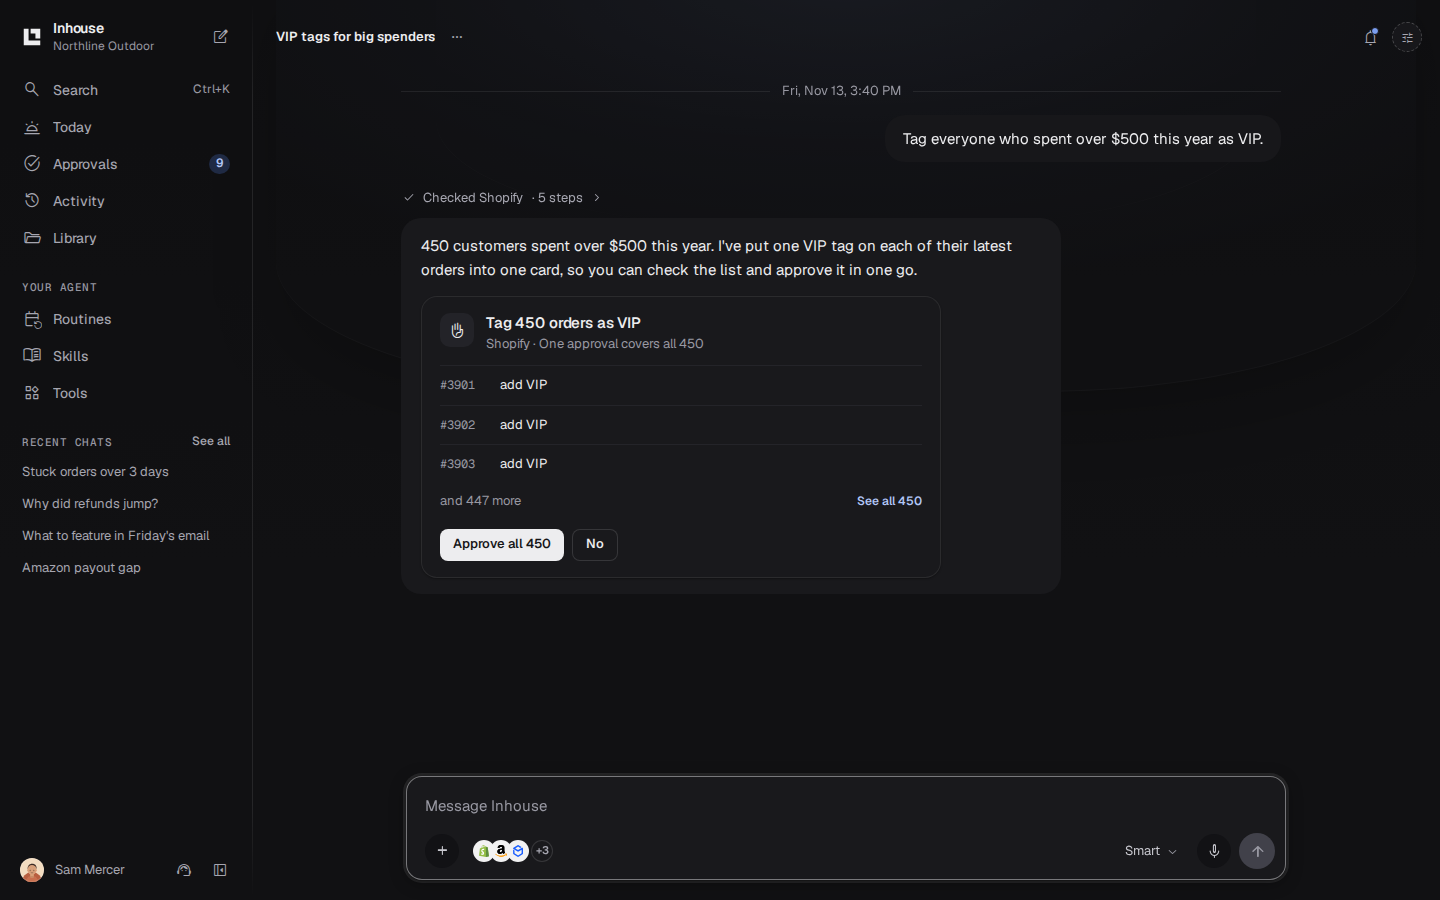 Inhouse
Northline Outdoor
Search Ctrl+K
Today
Approvals 9
Activity
Library
YOUR AGENT
Routines
Skills
Tools
RECENT CHATS See all
Stuck orders over 3 days
Why did refunds jump?
What to feature in Friday's email
Amazon payout gap
Sam Mercer
VIP tags for big spenders
Fri, Nov 13, 3:40 PM
Tag everyone who spent over $500 this year as VIP.
Checked Shopify · 5 steps
450 customers spent over $500 this year. I've put one VIP tag on each of their latest
orders into one card, so you can check the list and approve it in one go.
Tag 450 orders as VIP
Shopify · One approval covers all 450
#3901 add VIP
#3902 add VIP
#3903 add VIP
and 447 more See all 450
Approve all 450 No
Message Inhouse
+3 Smart